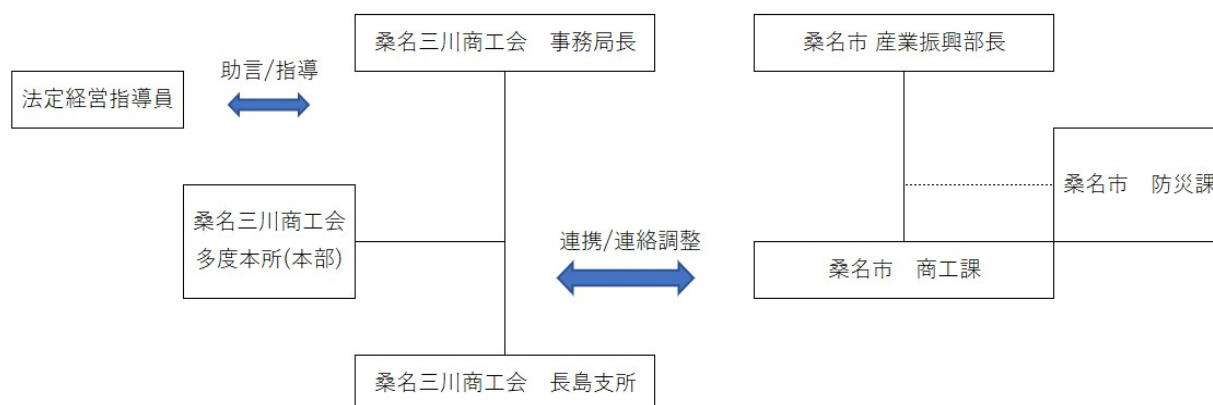 桑名三川商工会　事務局長
桑名市 産業振興部長
助言/指導
法定経営指導員
桑名市　防災課
桑名三川商工会
多度本所(本部)
連携/連絡調整
桑名市　商工課
桑名三川商工会　長島支所